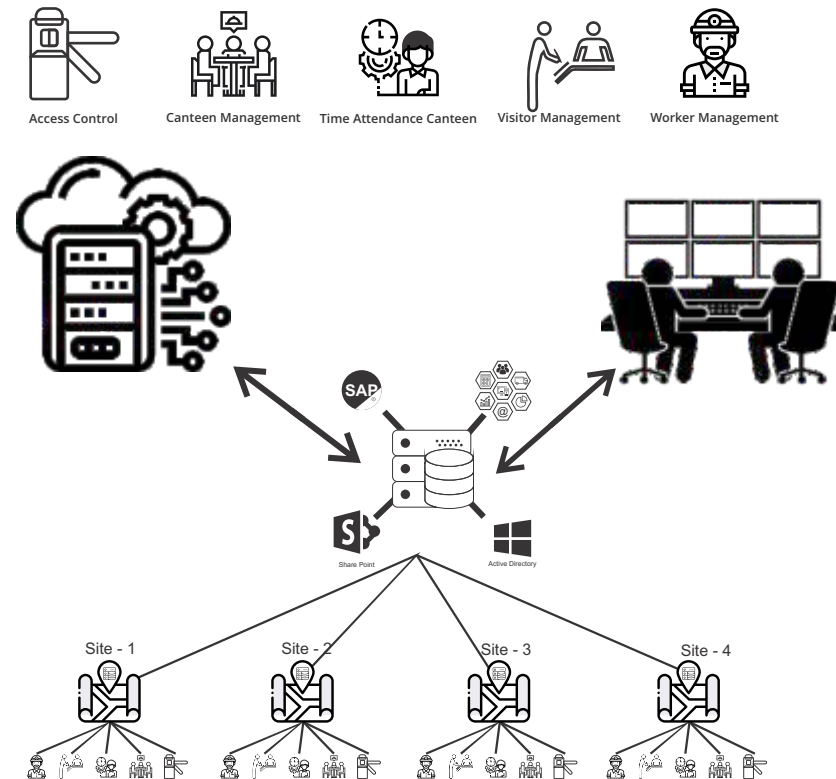 Access Control
Canteen Management
Time Attendance Canteen
Visitor Management
Worker Management
SAP
@
S
Share Point
Active Directory
Site - 1
Site - 2
Site - 3
Site - 4